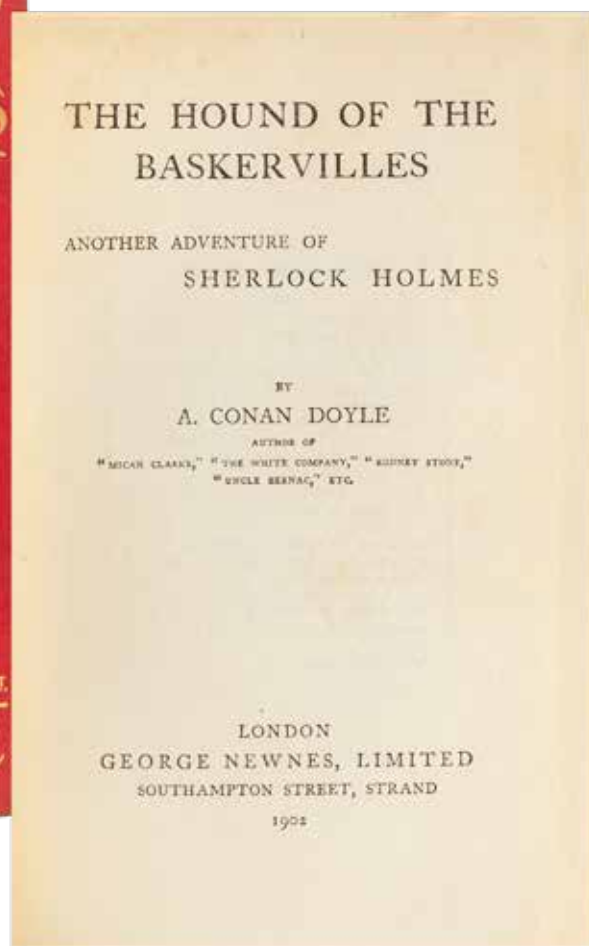 THE HOUND OF THE
BASKERVILLES
ANOTHER ADVENTURE OF
SHERLOCK HOLMES
BY
A. CONAN DOYLE
AUTHOR OF
"MICAH CLARKE," "THE WHITE COMPANY," "RODNEY STONE,"
"UNCLE BERNAC," ETC.
LONDON
GEORGE NEWNES, LIMITED
SOUTHAMPTON STREET, STRAND
1902